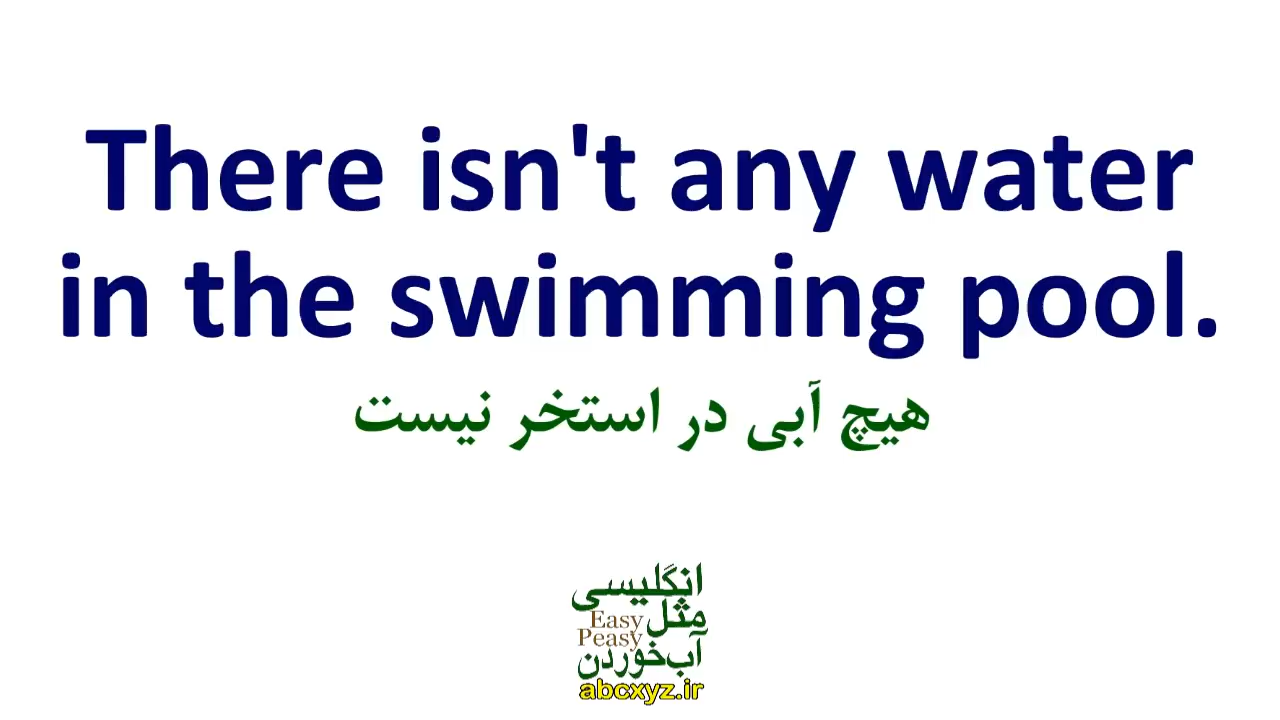 There isn't any water
in the swimming pool.
هیچ آبی در استخر نیست
انگلیسی
مثل
Easy
Peasy
آب‌خوردن
abcxyz.ir